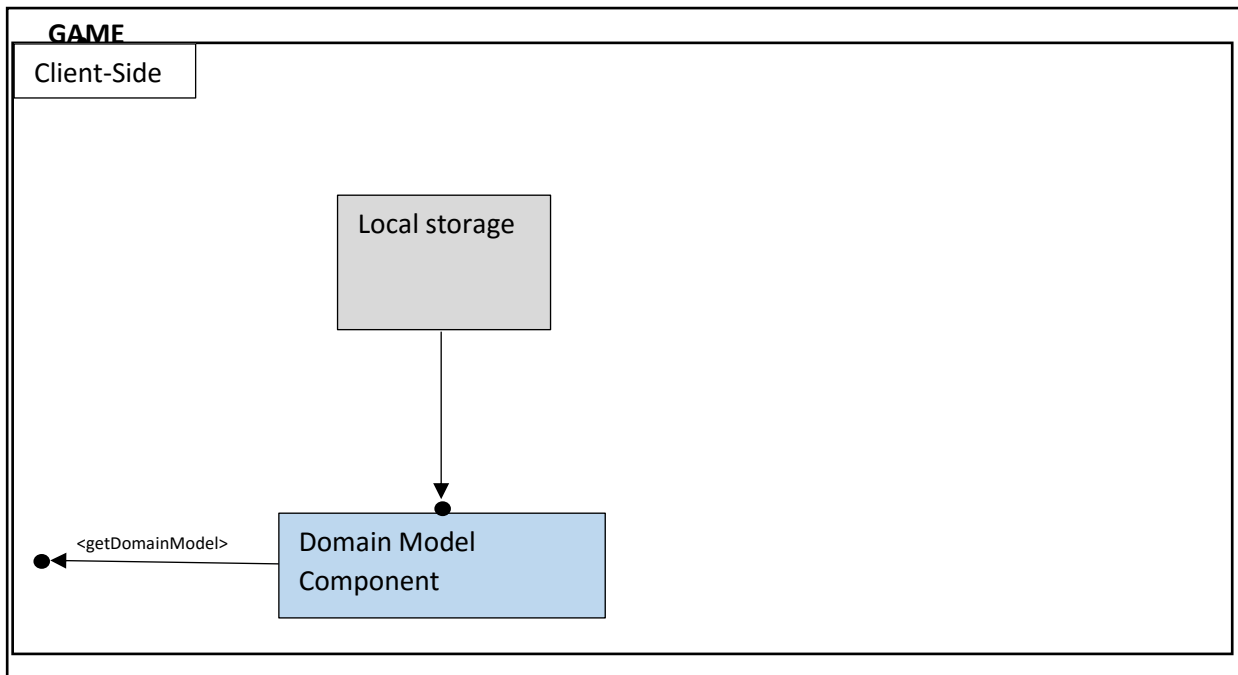 GAME
Client-Side
Local storage
<getDomainModel>
Domain Model
Component